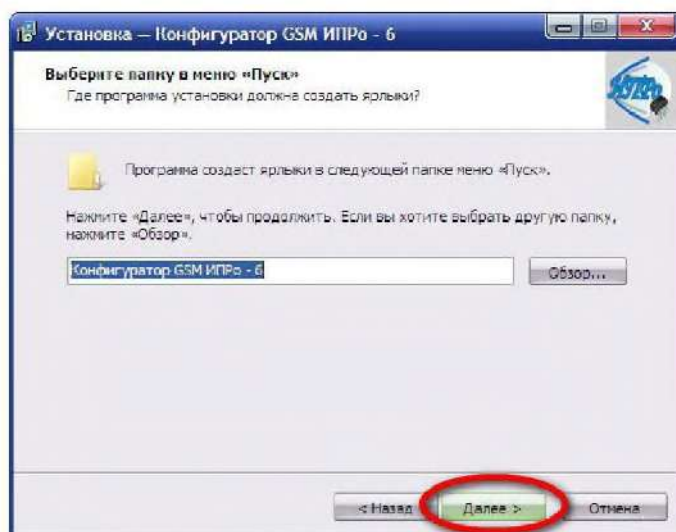 Установка — Конфигуратор GSM ИПРо - 6
Выберите папку в меню «Пуск»
Где программа установки должна создать ярлыки?
ИПРо
Программа создаст ярлыки в следующей папке меню «Пуск».
Нажмите «Далее», чтобы продолжить. Если вы хотите выбрать другую папку,
нажмите «Обзор».
Конфигуратор GSM ИПРо - 6
Обзор...
< Назад
Далее >
Отмена